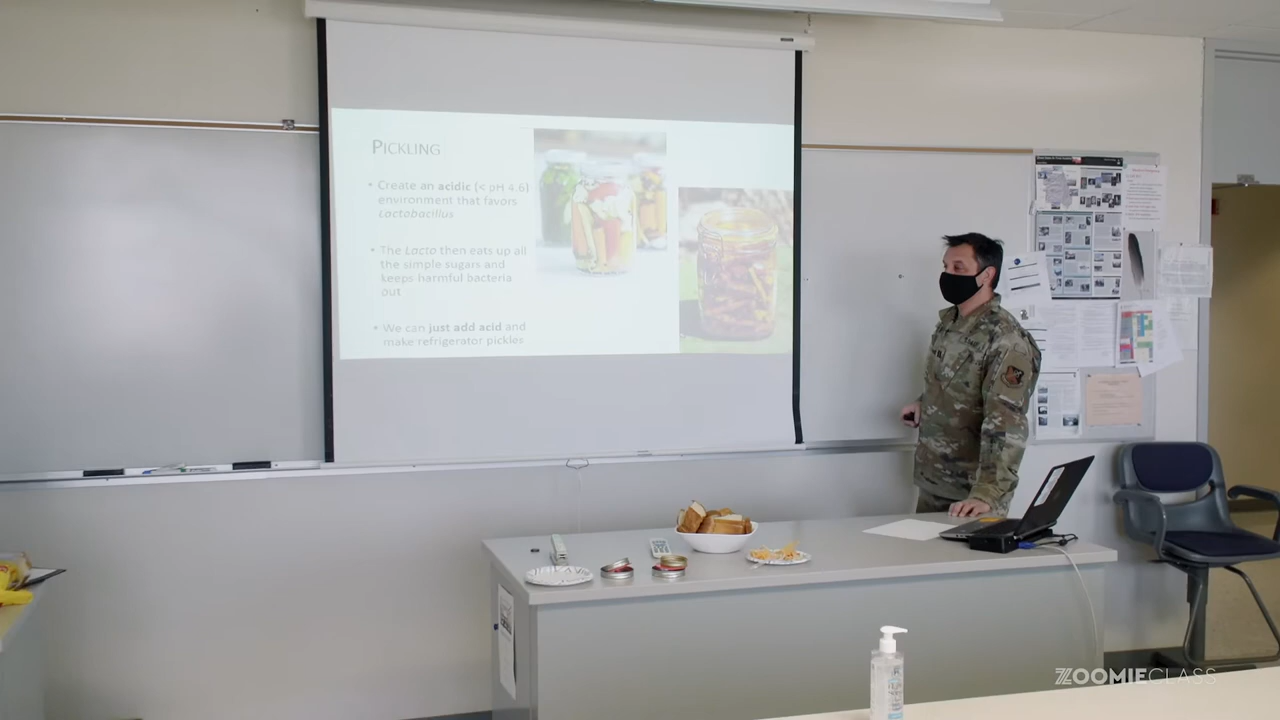 PICKLING
• Create an acidic (< pH 4.6)
environment that favors
Lactobacillus
• The Lacto then eats up all
the simple sugars and
keeps harmful bacteria
out
• We can just add acid and
make refrigerator pickles
ZOOMIECLASS